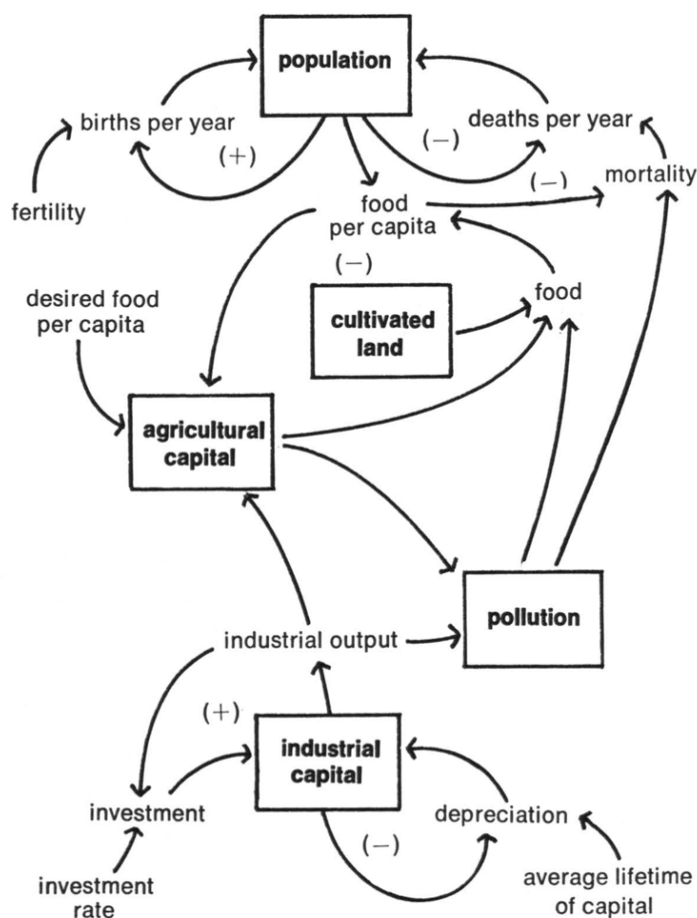 population
births per year
deaths per year
(+)
(−)
(−)
mortality
fertility
food
per capita
(−)
desired food
per capita
food
cultivated
land
agricultural
capital
pollution
industrial output
(+)
industrial
capital
investment
depreciation
(−)
investment
rate
average lifetime
of capital